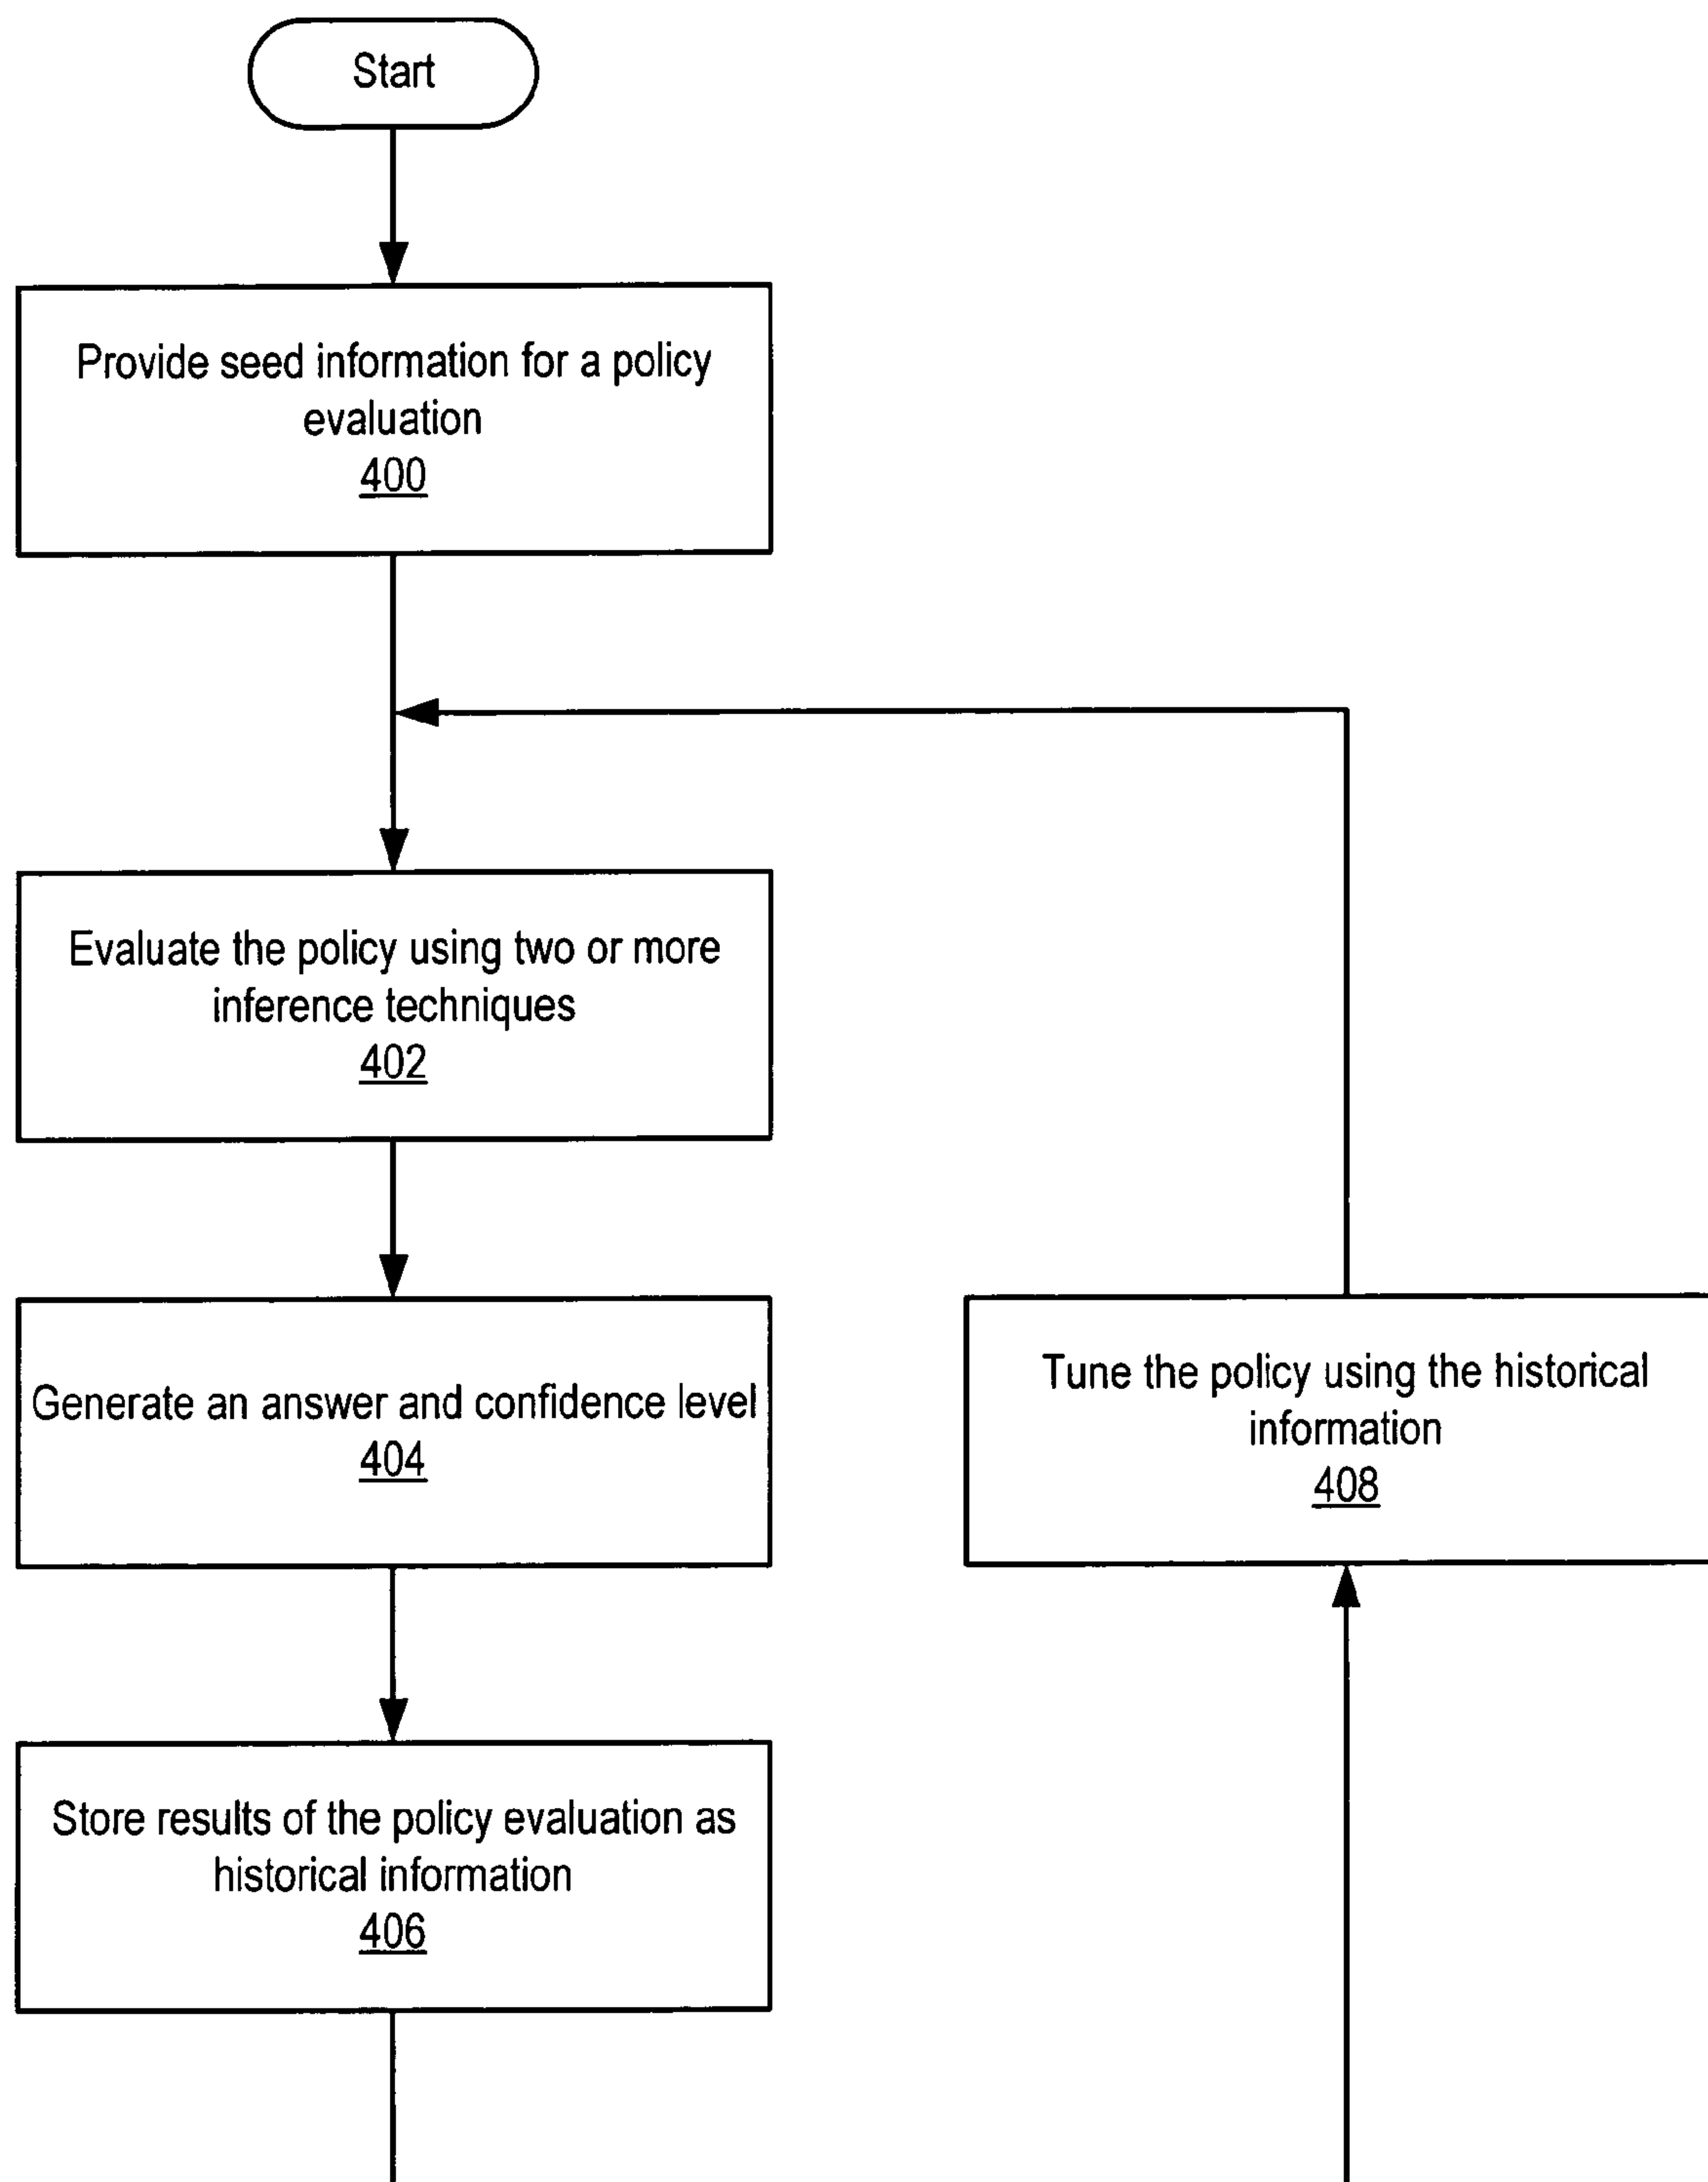 Start
Provide seed information for a policy
evaluation
400
Evaluate the policy using two or more
inference techniques
402
Generate an answer and confidence level
404
Tune the policy using the historical
information
408
Store results of the policy evaluation as
historical information
406